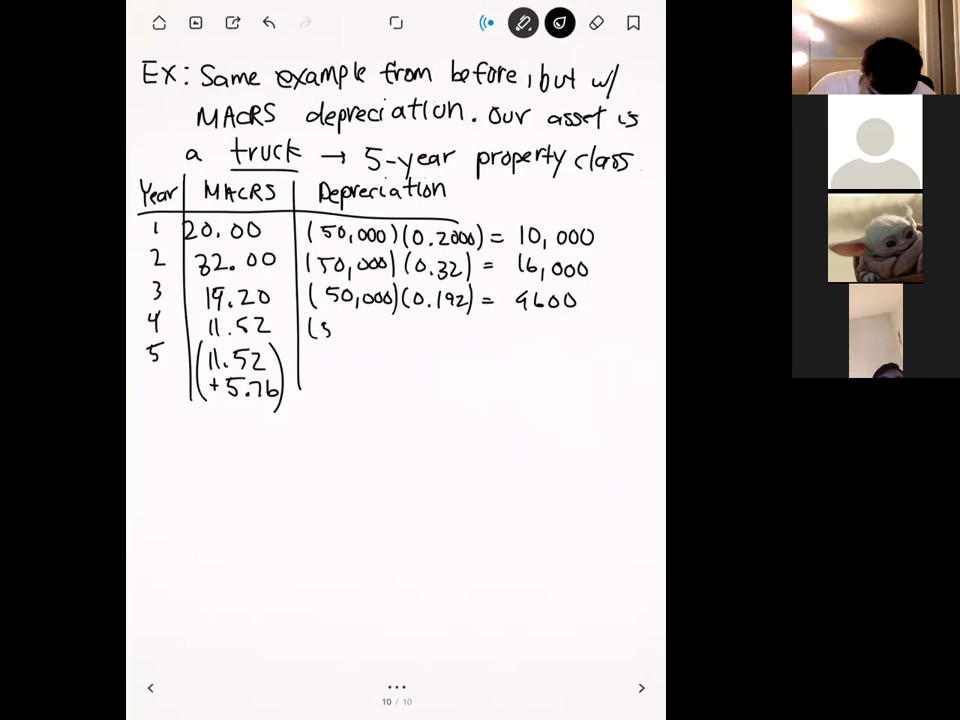 Ex: Same example from before, but w/
MACRS depreciation. Our asset is
a truck → 5-year property class.
Year MACRS Depreciation
1 20.00 (50,000)(0.2000) = 10,000
2 32.00 (50,000)(0.32) = 16,000
3 19.20 (50,000)(0.192) = 9600
4 11.52 (5
5 (11.52
+ 5.76)
10 / 10